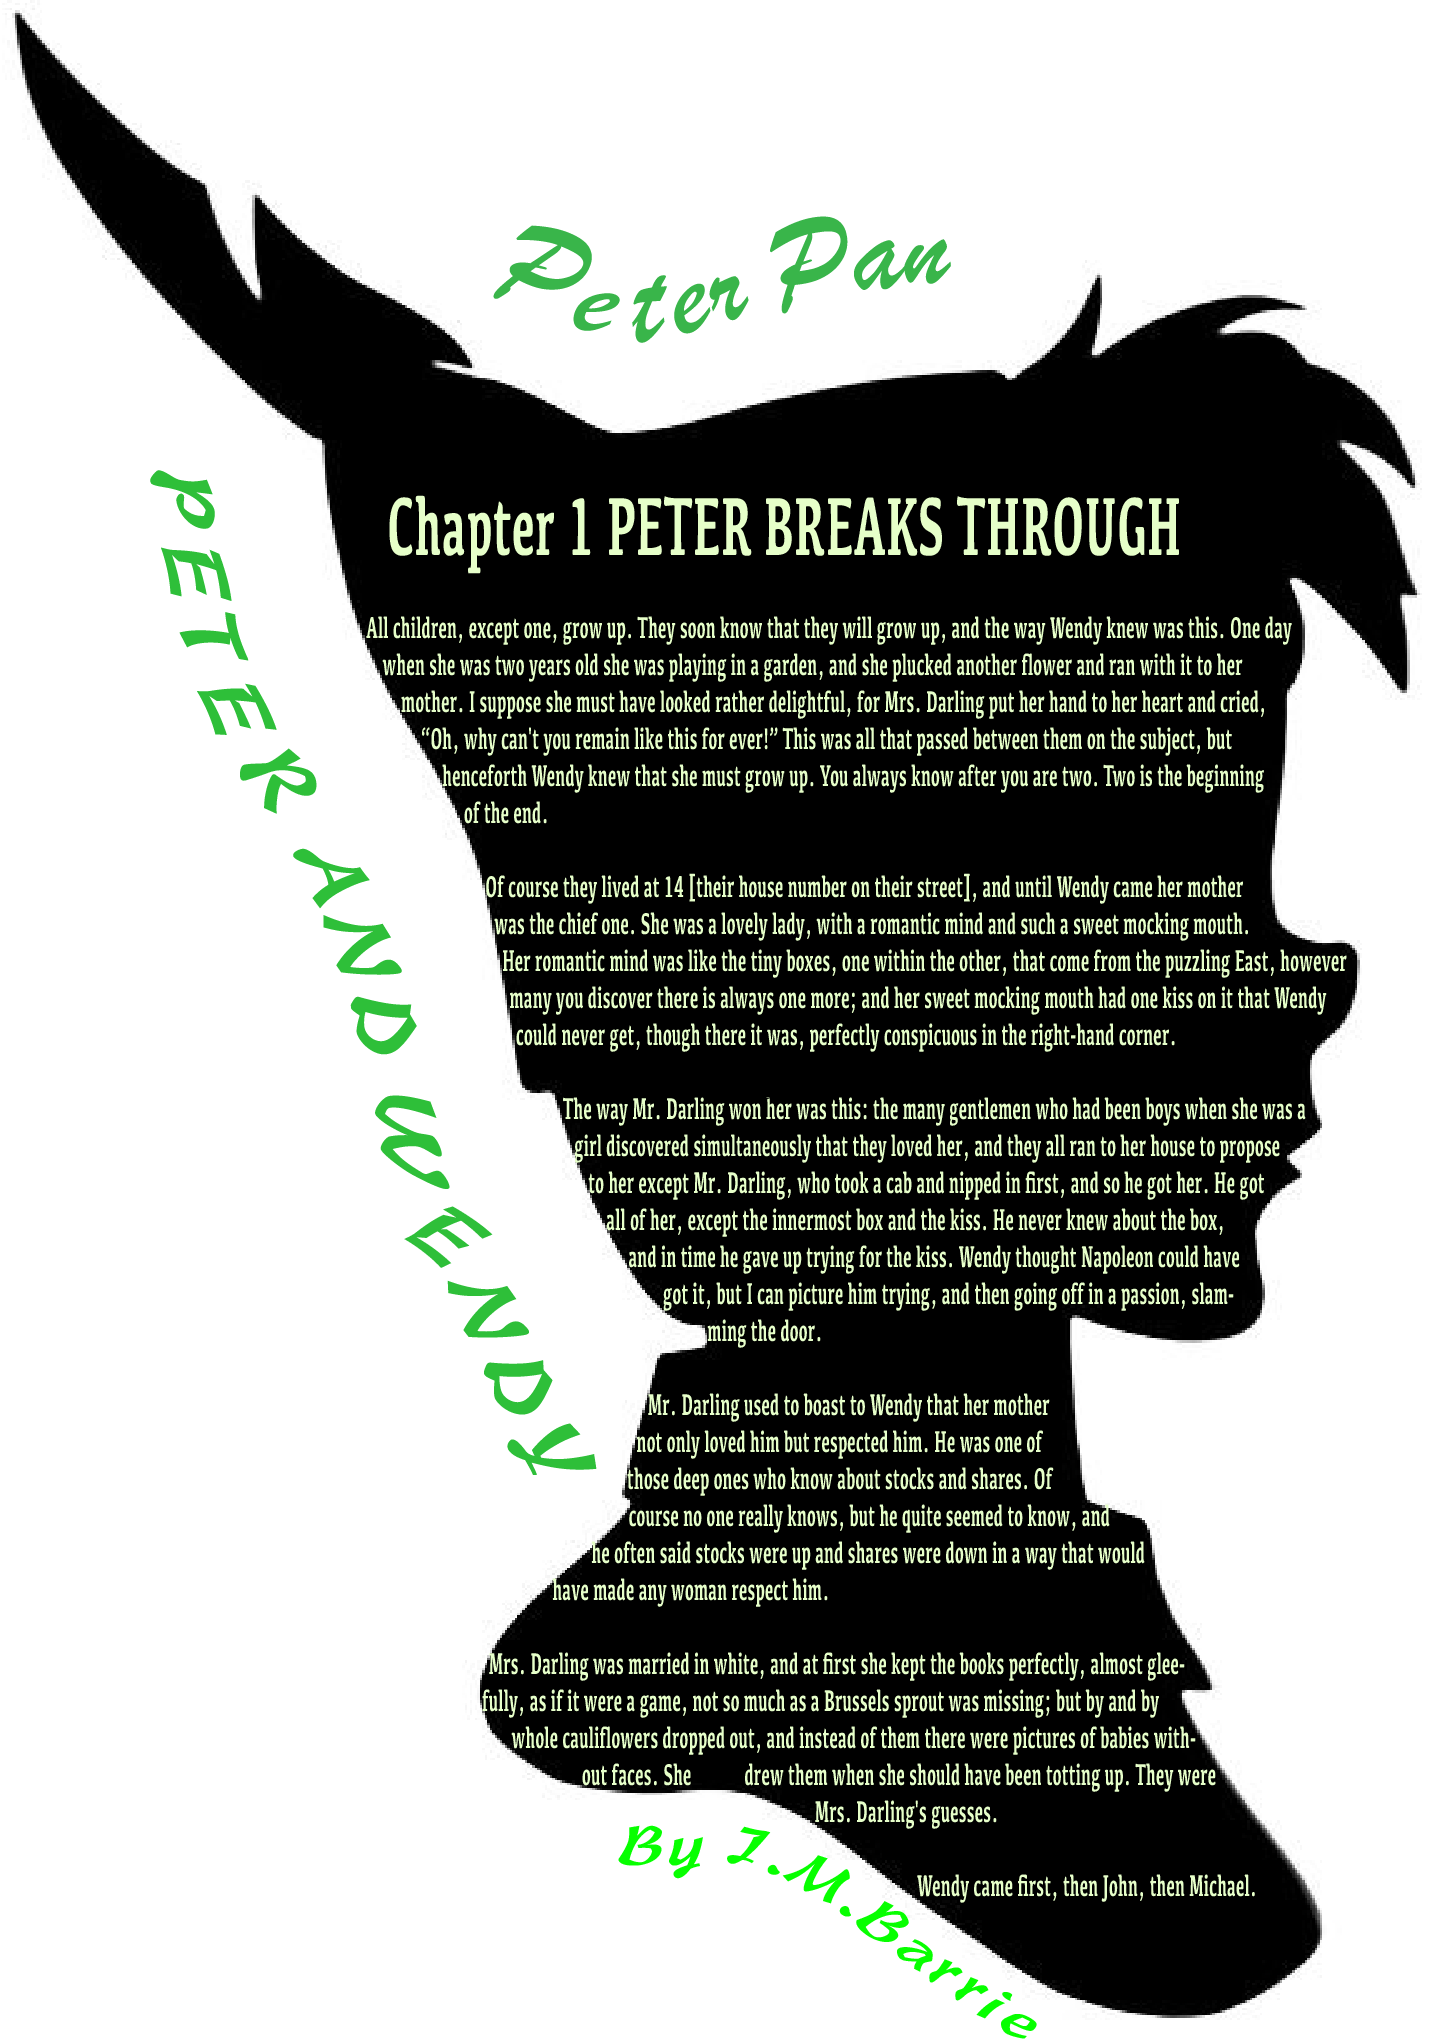 Peter Pan
PETER AND WENDY
Chapter 1 PETER BREAKS THROUGH
All children, except one, grow up. They soon know that they will grow up, and the way Wendy knew was this. One day
when she was two years old she was playing in a garden, and she plucked another flower and ran with it to her
mother. I suppose she must have looked rather delightful, for Mrs. Darling put her hand to her heart and cried,
“Oh, why can't you remain like this for ever!” This was all that passed between them on the subject, but
henceforth Wendy knew that she must grow up. You always know after you are two. Two is the beginning
of the end.
Of course they lived at 14 [their house number on their street], and until Wendy came her mother
was the chief one. She was a lovely lady, with a romantic mind and such a sweet mocking mouth.
Her romantic mind was like the tiny boxes, one within the other, that come from the puzzling East, however
many you discover there is always one more; and her sweet mocking mouth had one kiss on it that Wendy
could never get, though there it was, perfectly conspicuous in the right-hand corner.
The way Mr. Darling won her was this: the many gentlemen who had been boys when she was a
girl discovered simultaneously that they loved her, and they all ran to her house to propose
to her except Mr. Darling, who took a cab and nipped in first, and so he got her. He got
all of her, except the innermost box and the kiss. He never knew about the box,
and in time he gave up trying for the kiss. Wendy thought Napoleon could have
got it, but I can picture him trying, and then going off in a passion, slam-
ming the door.
Mr. Darling used to boast to Wendy that her mother
not only loved him but respected him. He was one of
those deep ones who know about stocks and shares. Of
course no one really knows, but he quite seemed to know, and
he often said stocks were up and shares were down in a way that would
have made any woman respect him.
Mrs. Darling was married in white, and at first she kept the books perfectly, almost glee-
fully, as if it were a game, not so much as a Brussels sprout was missing; but by and by
whole cauliflowers dropped out, and instead of them there were pictures of babies with-
out faces. She drew them when she should have been totting up. They were
Mrs. Darling's guesses.
Wendy came first, then John, then Michael.
By J.M.Barrie